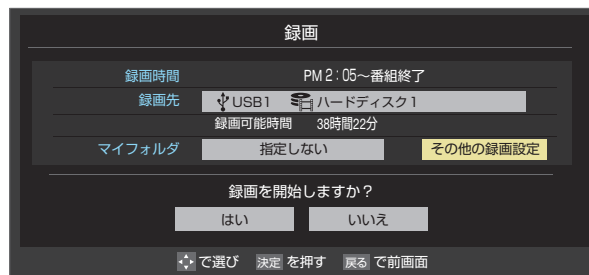 録画
録画時間 PM 2:05～番組終了
録画先 USB1 ハードディスク1
録画可能時間 38時間22分
マイフォルダ 指定しない その他の録画設定
録画を開始しますか？
はい いいえ
で選び 決定 を押す 戻る で前画面